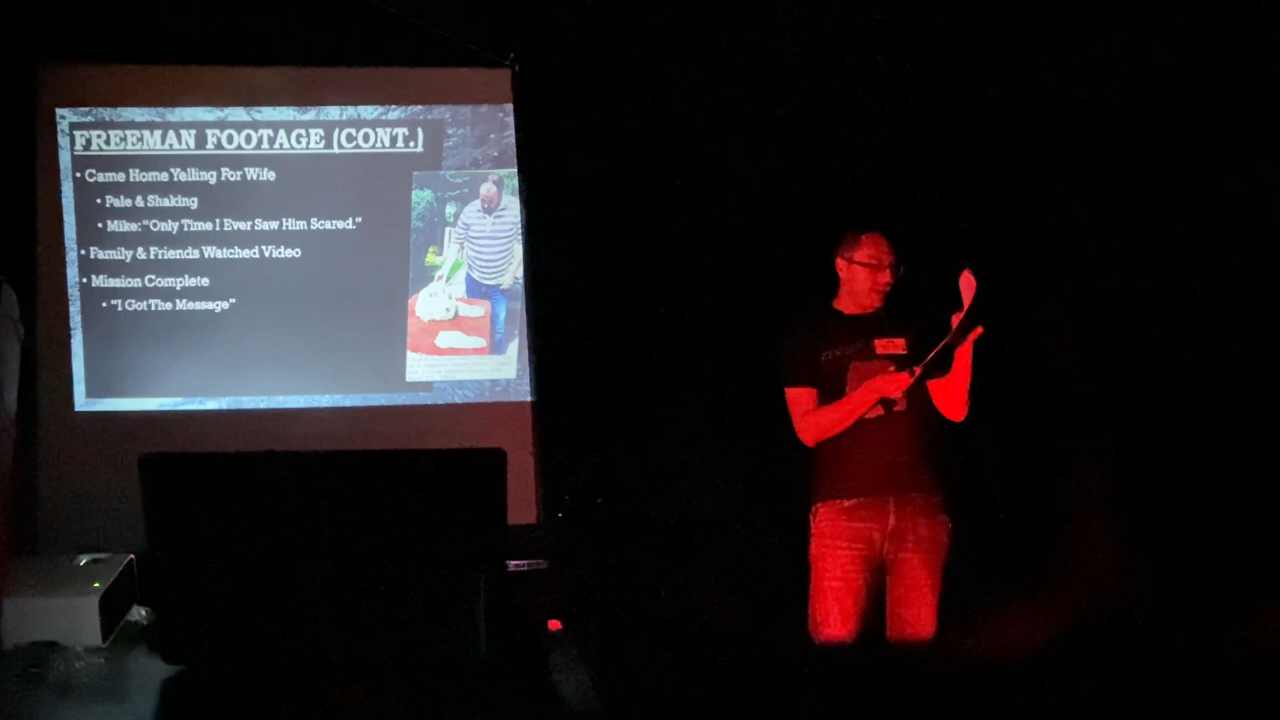 FREEMAN FOOTAGE (CONT.)
• Came Home Yelling For Wife
• Pale & Shaking
• Mike: “Only Time I Ever Saw Him Scared.”
• Family & Friends Watched Video
• Mission Complete
• “I Got The Message”